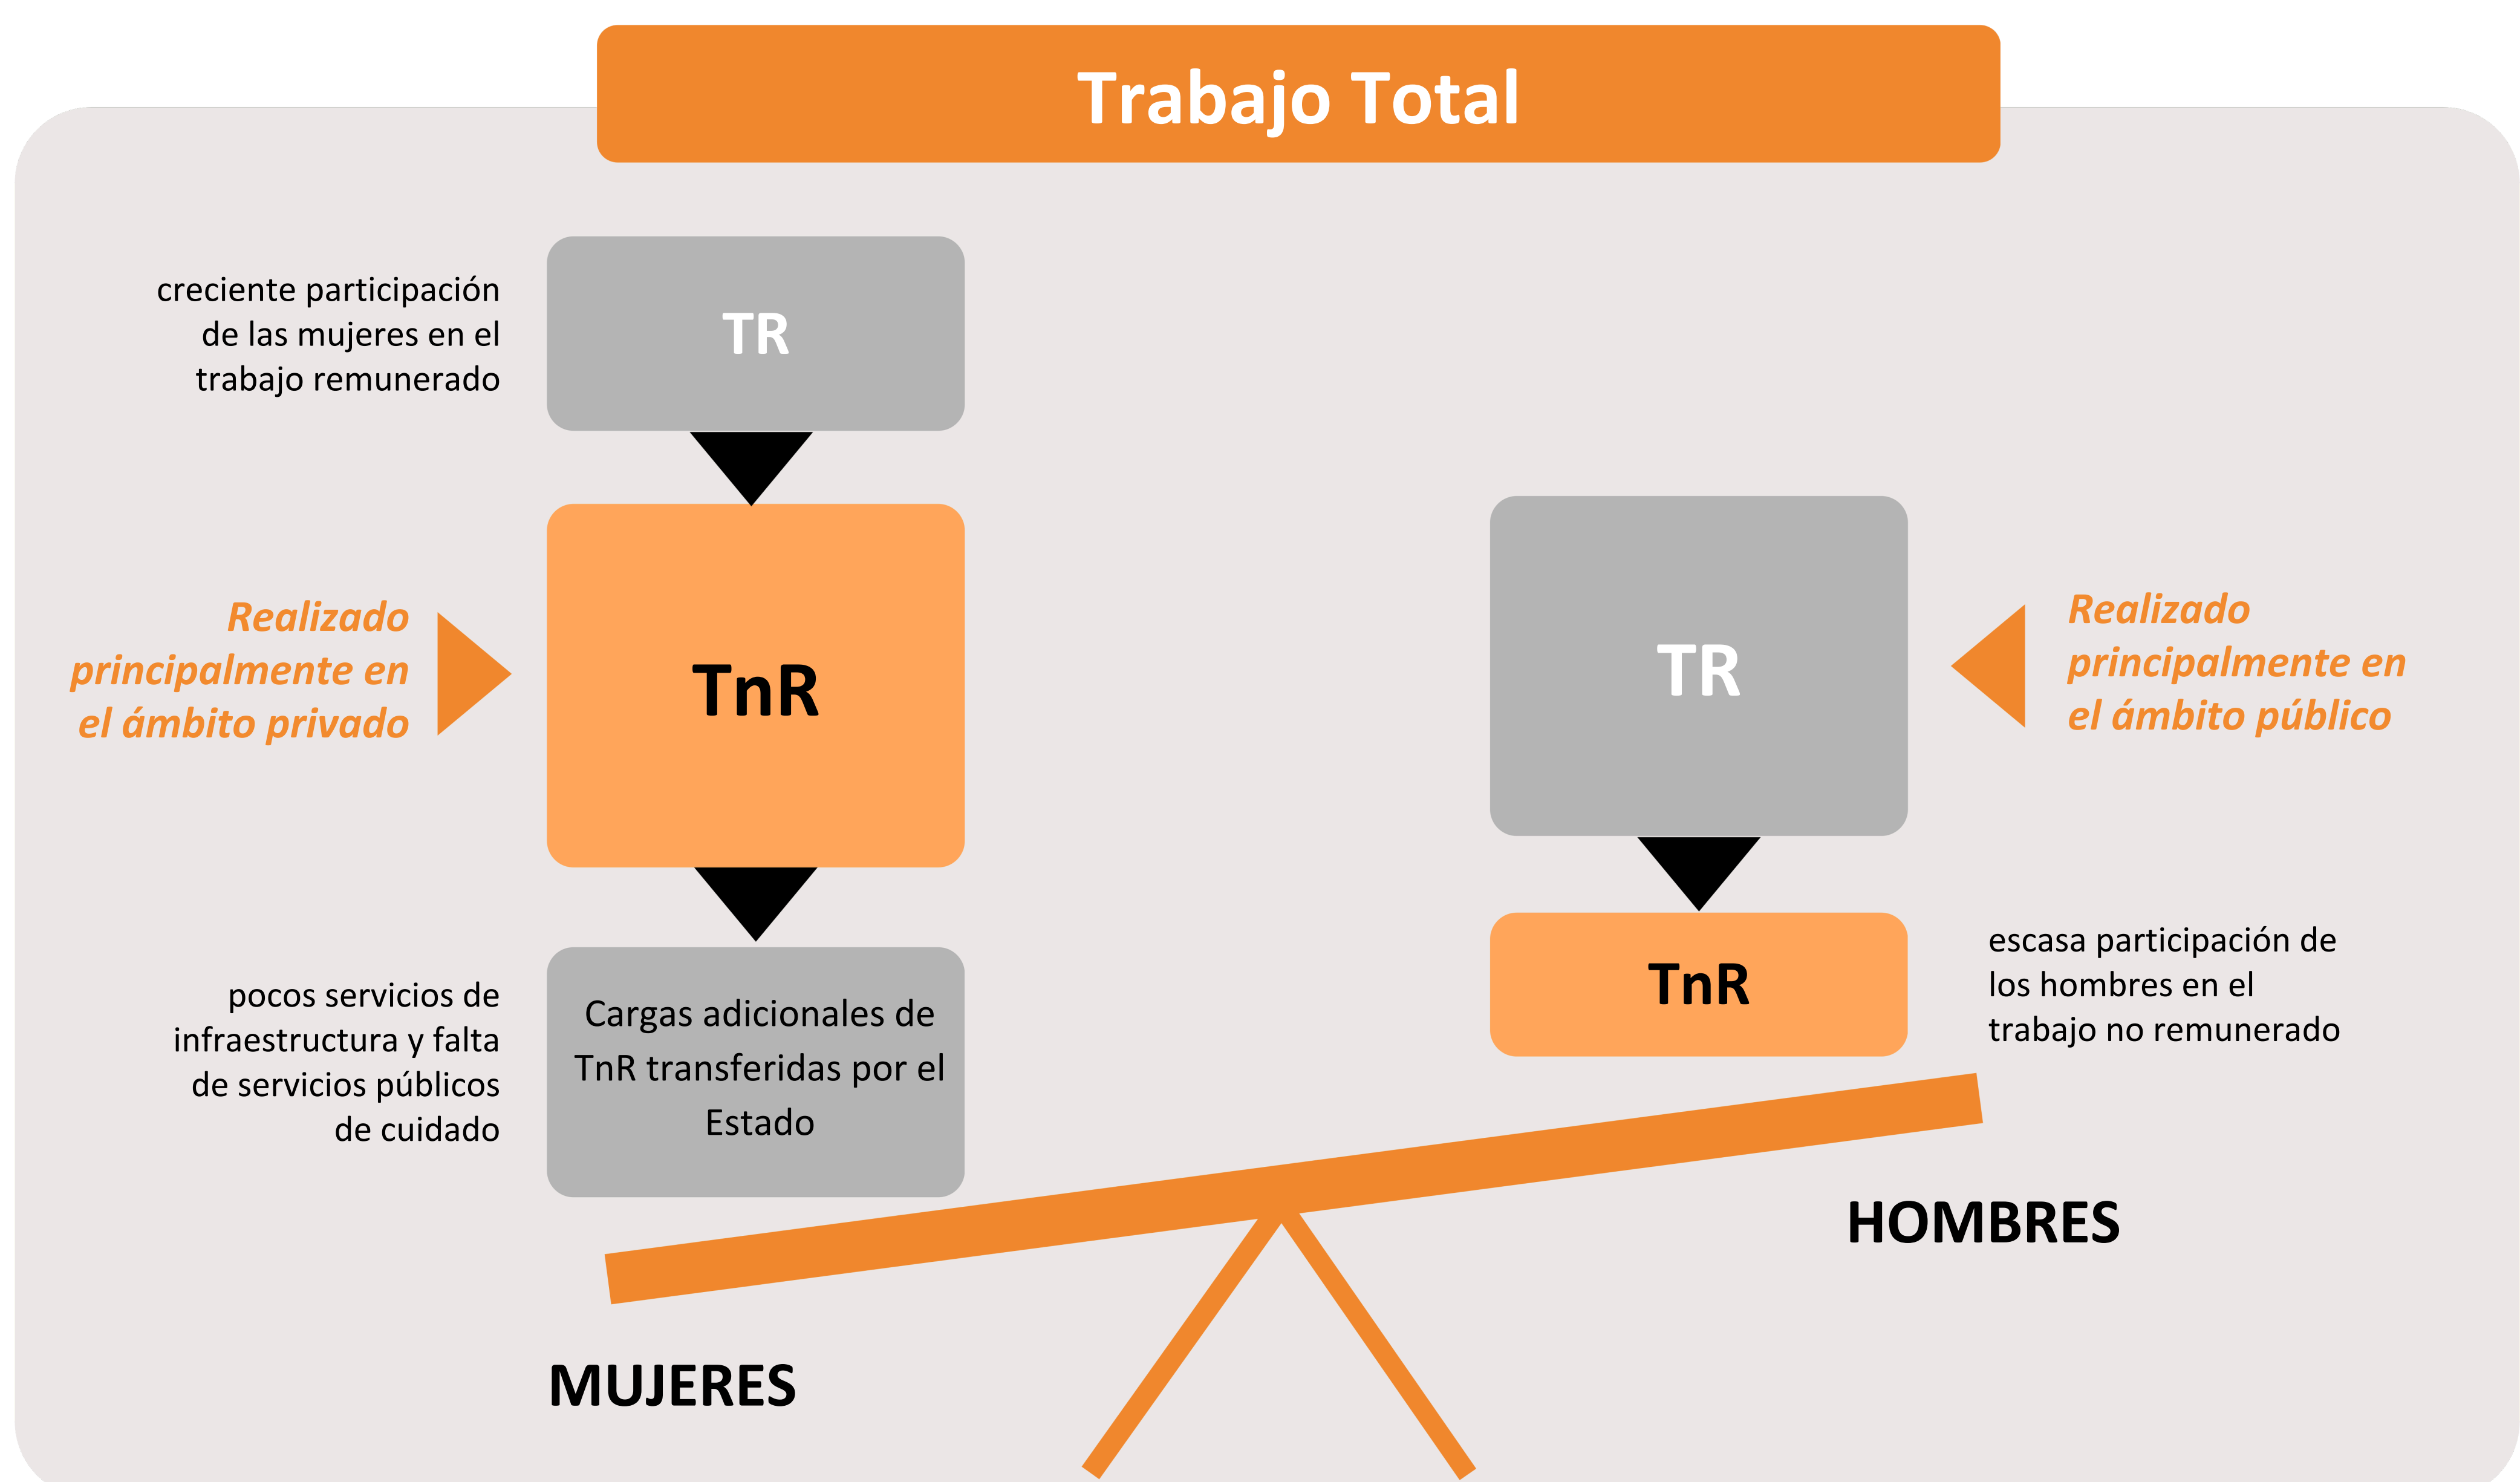 Trabajo Total
creciente participación
de las mujeres en el
trabajo remunerado
TR
Realizado
principalmente en
el ámbito privado
TnR
pocos servicios de
infraestructura y falta
de servicios públicos
de cuidado
Cargas adicionales de
TnR transferidas por el
Estado
MUJERES
TR
Realizado
principalmente en
el ámbito público
TnR
escasa participación de
los hombres en el
trabajo no remunerado
HOMBRES